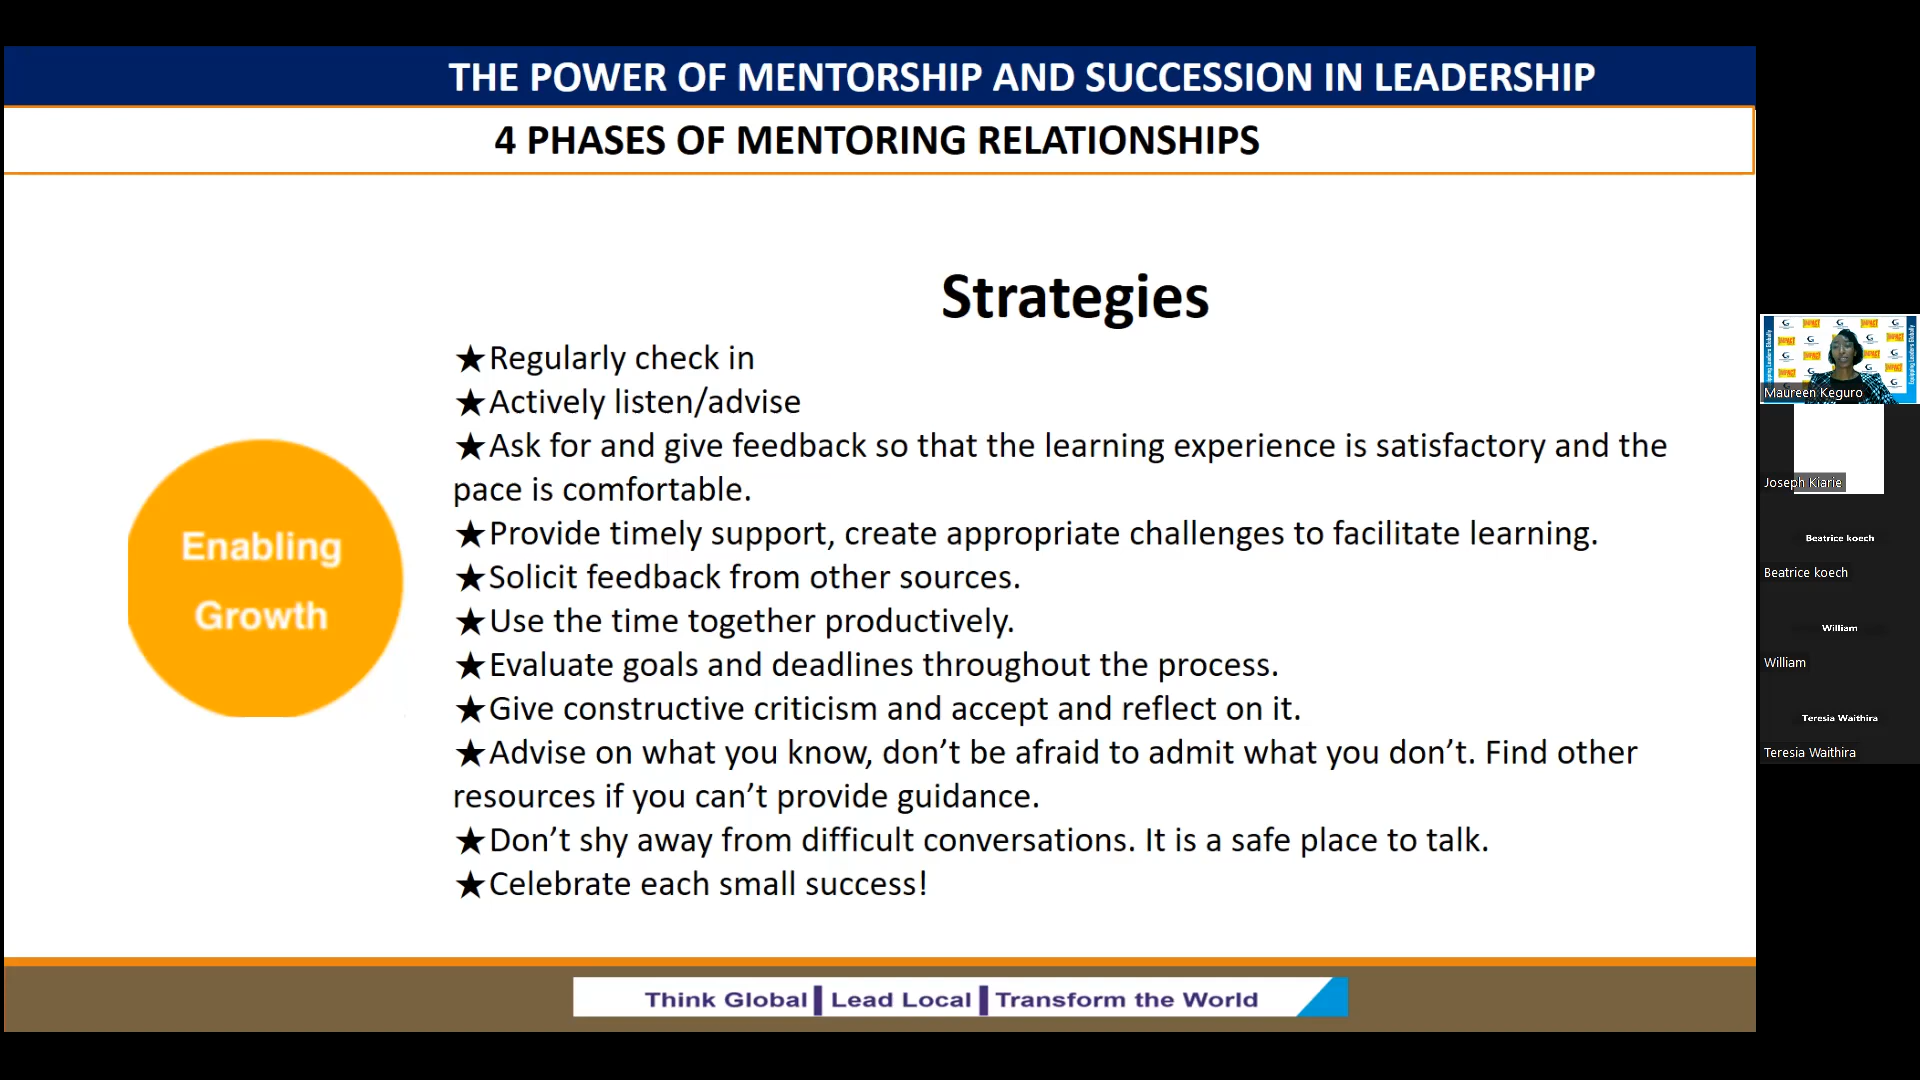 THE POWER OF MENTORSHIP AND SUCCESSION IN LEADERSHIP
4 PHASES OF MENTORING RELATIONSHIPS
Strategies
★Regularly check in
★Actively listen/advise
★Ask for and give feedback so that the learning experience is satisfactory and the
pace is comfortable.
★Provide timely support, create appropriate challenges to facilitate learning.
★Solicit feedback from other sources.
★Use the time together productively.
★Evaluate goals and deadlines throughout the process.
★Give constructive criticism and accept and reflect on it.
★Advise on what you know, don’t be afraid to admit what you don’t. Find other
resources if you can’t provide guidance.
★Don’t shy away from difficult conversations. It is a safe place to talk.
★Celebrate each small success!
Enabling
Growth
Think Global Lead Local Transform the World
Maureen Keguro
Joseph Kiarie
Beatrice koech
Beatrice koech
William
William
Teresia Waithira
Teresia Waithira